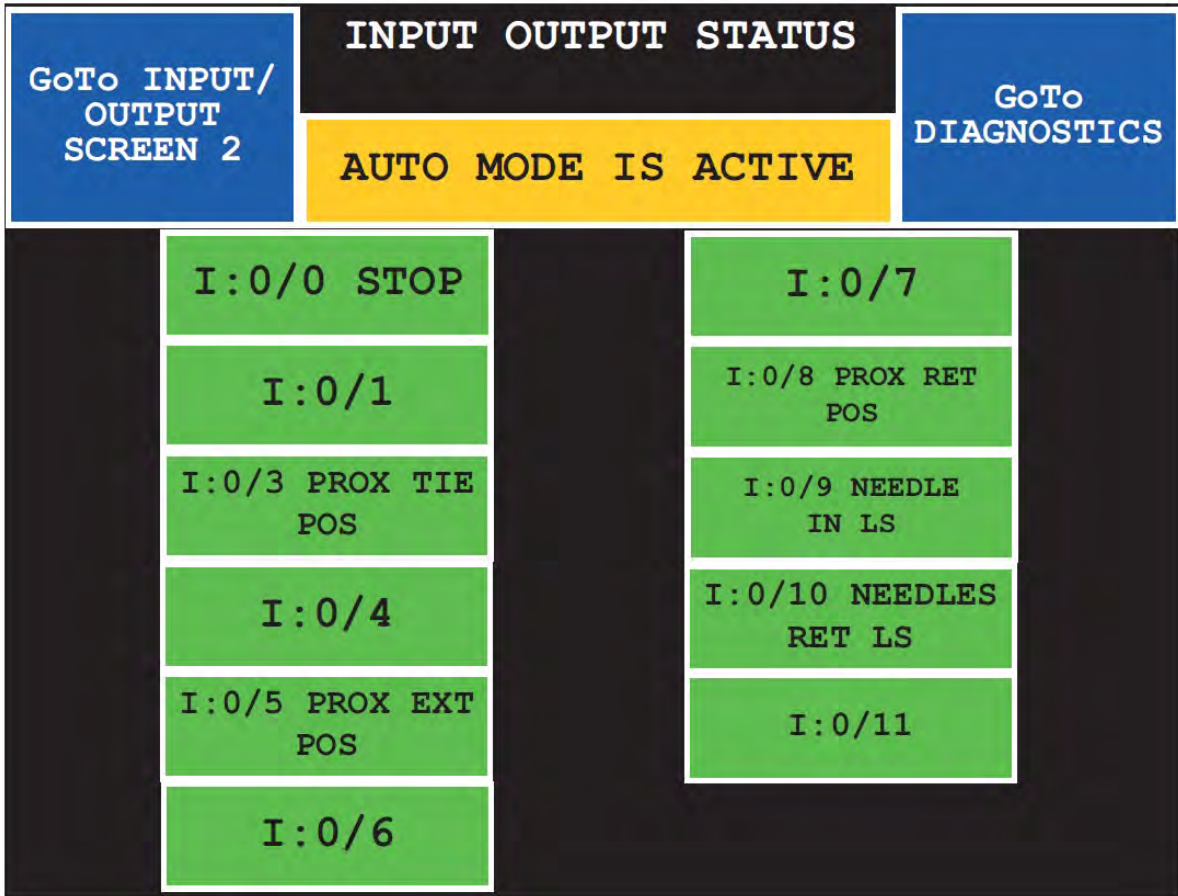 GoTo INPUT/
OUTPUT
SCREEN 2
INPUT OUTPUT STATUS
AUTO MODE IS ACTIVE
GoTo
DIAGNOSTICS
I:0/0 STOP
I:0/1
I:0/3 PROX TIE
POS
I:0/4
I:0/5 PROX EXT
POS
I:0/6
I:0/7
I:0/8 PROX RET
POS
I:0/9 NEEDLE
IN LS
I:0/10 NEEDLES
RET LS
I:0/11